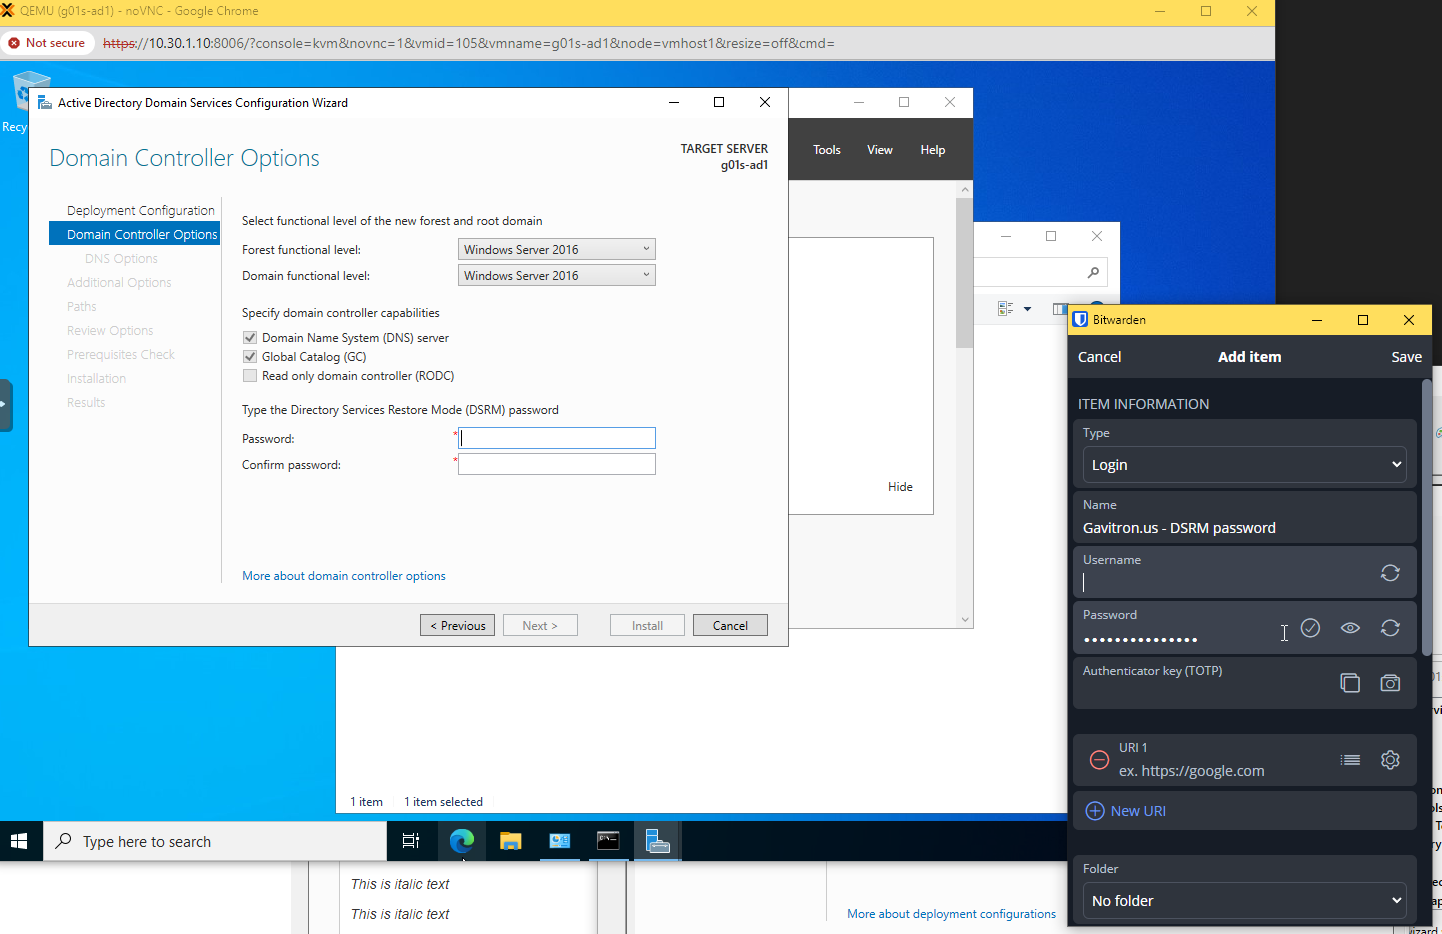 QEMU (g01s-ad1) - noVNC - Google Chrome
Not secure
https://10.30.1.10:8006/?console=kvm&novnc=1&vmid=105&vmname=g01s-ad1&node=vmhost1&resize=off&cmd=
Recy
Active Directory Domain Services Configuration Wizard
Domain Controller Options
TARGET SERVER
g01s-ad1
Deployment Configuration
Domain Controller Options
DNS Options
Additional Options
Paths
Review Options
Prerequisites Check
Installation
Results
Select functional level of the new forest and root domain
Forest functional level:
Windows Server 2016
Domain functional level:
Windows Server 2016
Specify domain controller capabilities
Domain Name System (DNS) server
Global Catalog (GC)
Read only domain controller (RODC)
Type the Directory Services Restore Mode (DSRM) password
Password:
*
Confirm password:
*
More about domain controller options
< Previous
Next >
Install
Cancel
Tools
View
Help
Hide
1 item
1 item selected
Type here to search
This is italic text
This is italic text
More about deployment configurations
Bitwarden
Cancel
Add item
Save
ITEM INFORMATION
Type
Login
Name
Gavitron.us - DSRM password
Username
Password
•••••••••••••••
Authenticator key (TOTP)
URI 1
ex. https://google.com
New URI
Folder
No folder